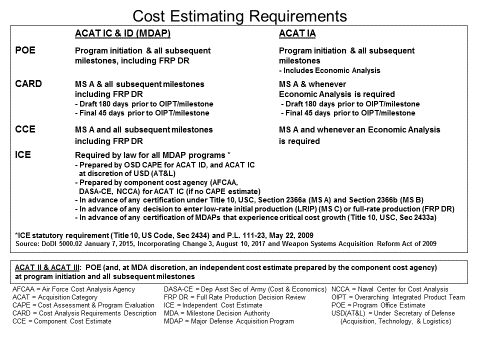 Cost Estimating Requirements
ACAT IC & ID (MDAP) ACAT IA
POE Program initiation & all subsequent milestones, including FRP DR Program initiation & all subsequent milestones
- Includes Economic Analysis
CARD MS A & all subsequent milestones including FRP DR MS A & whenever Economic Analysis is required
- Draft 180 days prior to OIPT/milestone - Draft 180 days prior to OIPT/milestone
- Final 45 days prior to OIPT/milestone - Final 45 days prior to OIPT/milestone
CCE MS A and all subsequent milestones including FRP DR MS A and whenever an Economic Analysis is required
ICE Required by law for all MDAP programs *
- Prepared by OSD CAPE for ACAT ID, and ACAT IC
at discretion of USD (AT&L)
- Prepared by component cost agency (AFCAA,
DASA-CE, NCCA) for ACAT IC (if no CAPE estimate)
- In advance of any certification under Title 10, USC, Section 2366a (MS A) and Section 2366b (MS B)
- In advance of any decision to enter low-rate initial production (LRIP) (MS C) or full-rate production (FRP DR)
- In advance of any certification of MDAPs that experience critical cost growth (Title 10, USC, Sec 2433a)
*ICE statutory requirement (Title 10, US Code, Sec 2434) and P.L. 111-23, May 22, 2009
Source: DoDI 5000.02 January 7, 2015, Incorporating Change 3, August 10, 2017 and Weapon Systems Acquisition Reform Act of 2009
ACAT II & ACAT III: POE (and, at MDA discretion, an independent cost estimate prepared by the component cost agency)
at program initiation and all subsequent milestones
AFCAA = Air Force Cost Analysis Agency
ACAT = Acquisition Category
CAPE = Cost Assessment & Program Evaluation
CARD = Cost Analysis Requirements Description
CCE = Component Cost Estimate
DASA-CE = Dep Asst Sec of Army (Cost & Economics)
FRP DR = Full Rate Production Decision Review
ICE = Independent Cost Estimate
MDA = Milestone Decision Authority
MDAP = Major Defense Acquisition Program
NCCA = Naval Center for Cost Analysis
OIPT = Overarching Integrated Product Team
POE = Program Office Estimate
USD(AT&L) = Under Secretary of Defense
(Acquisition, Technology, & Logistics)